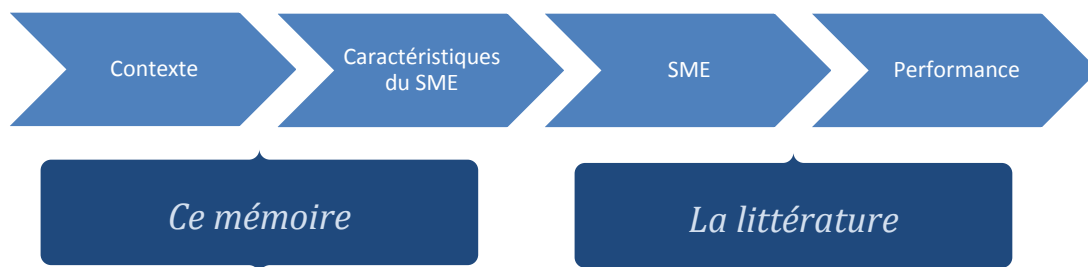 Contexte
Caractéristiques
du SME
SME
Performance
Ce mémoire
La littérature